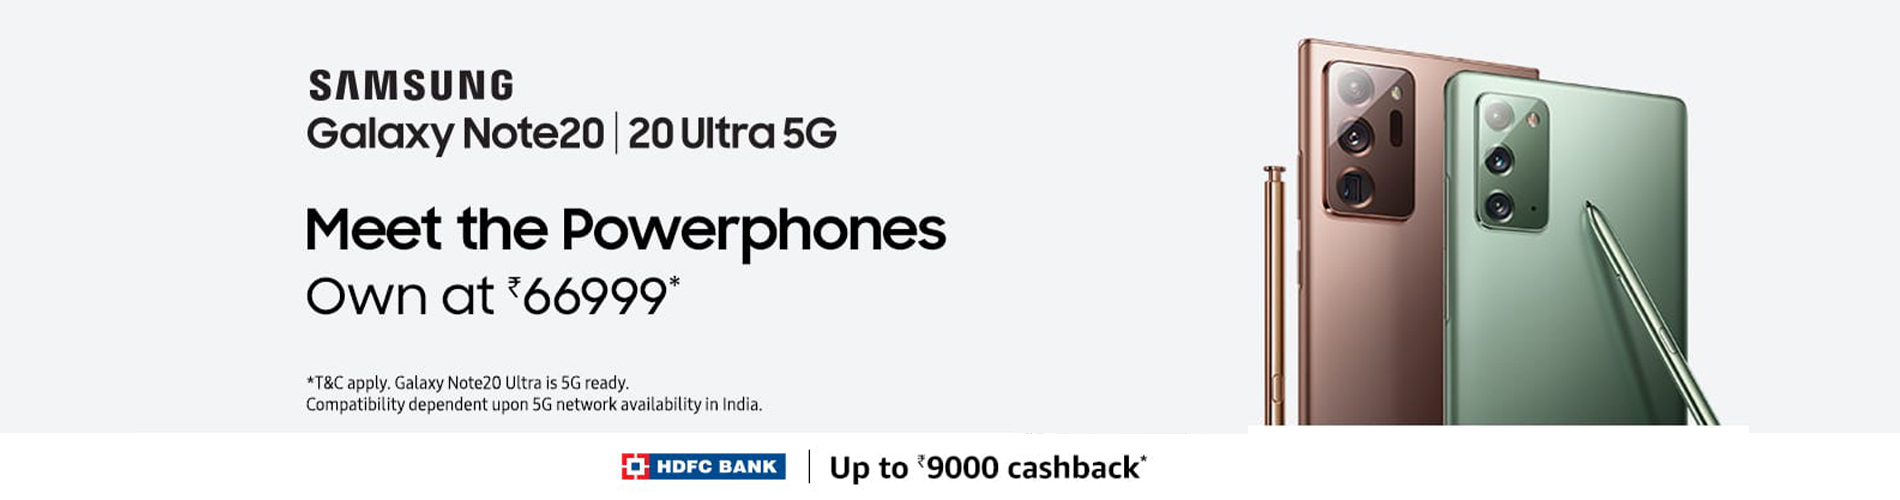 SAMSUNG
Galaxy Note20 | 20 Ultra 5G
Meet the Powerphones
Own at ₹66999*
*T&C apply. Galaxy Note20 Ultra is 5G ready.
Compatibility dependent upon 5G network availability in India.
HDFC BANK | Up to ₹9000 cashback*